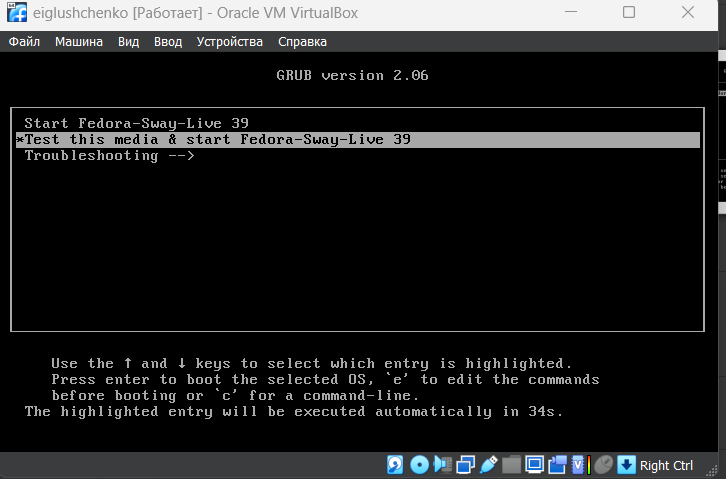 eiglushchenko [Работает] - Oracle VM VirtualBox
Файл Машина Вид Ввод Устройства Справка
GRUB version 2.06
Start Fedora-Sway-Live 39
*Test this media & start Fedora-Sway-Live 39
Troubleshooting -->
Use the ↑ and ↓ keys to select which entry is highlighted.
Press enter to boot the selected OS, `e' to edit the commands
before booting or `c' for a command-line.
The highlighted entry will be executed automatically in 34s.
Right Ctrl